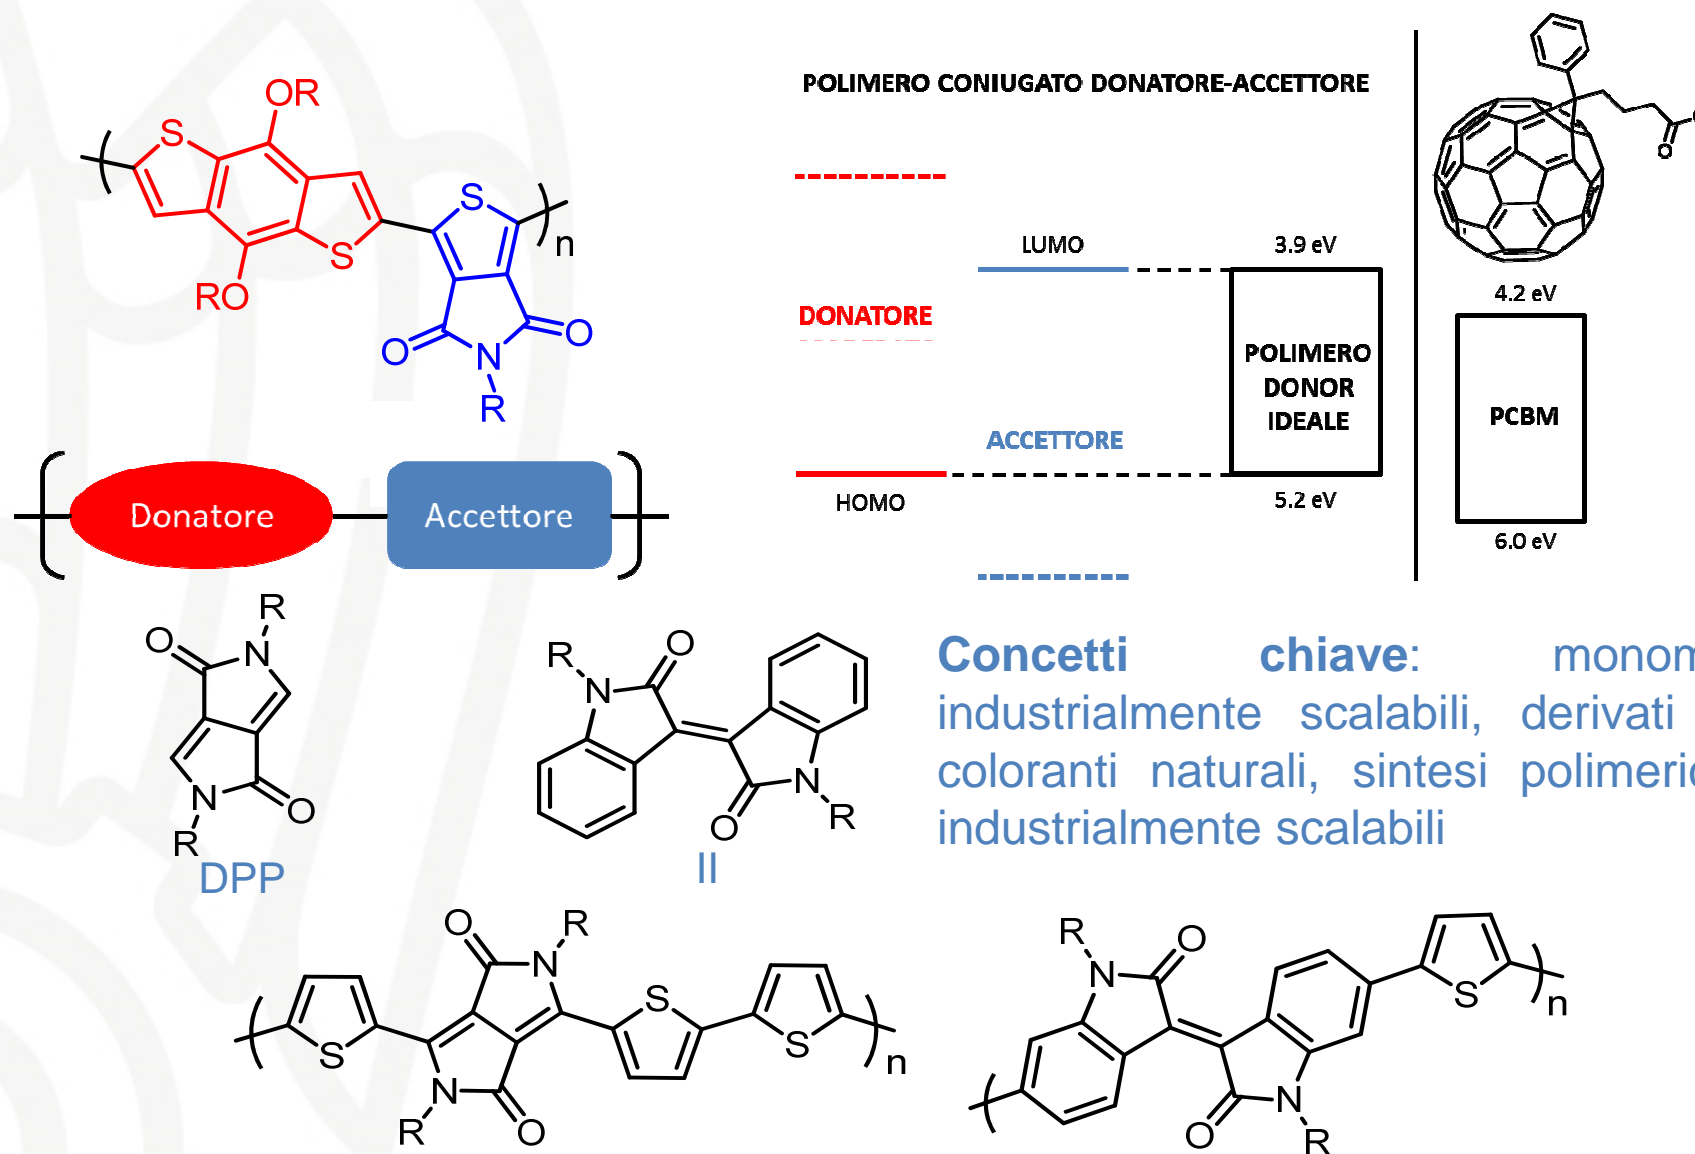 OR
S
S
RO
S
n
O
O
N
R
POLIMERO CONIUGATO DONATORE-ACCETTORE
LUMO
3.9 eV
DONATORE
POLIMERO
DONOR
IDEALE
ACCETTORE
HOMO
5.2 eV
O
4.2 eV
PCBM
6.0 eV
Donatore
Accettore
R
O
N
N
O
R
DPP
R
O
N
N
O
R
II
Concetti chiave: monom
industrialmente scalabili, derivati
coloranti naturali, sintesi polimeric
industrialmente scalabili
O
R
N
S
S
S
N
R
O
n
R
O
N
S
n
N
O
R